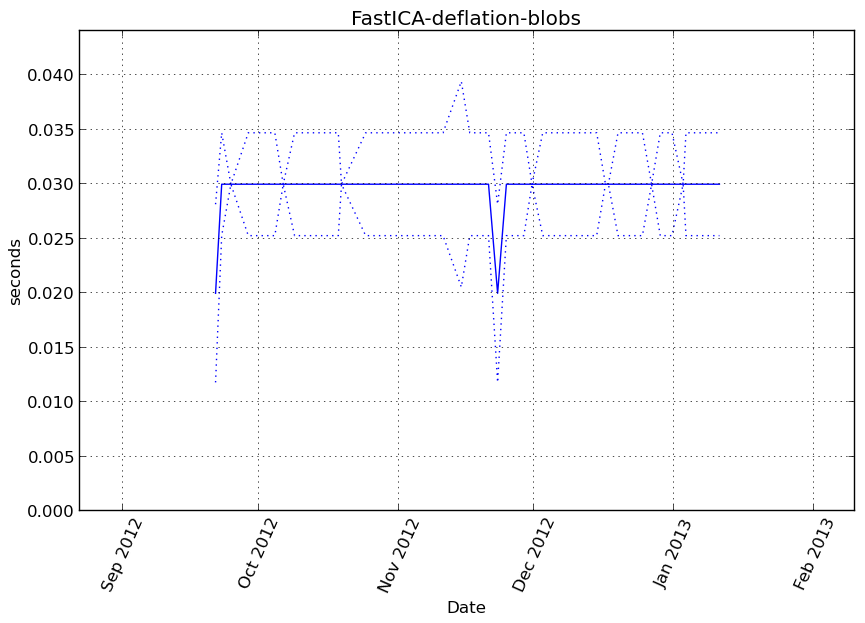 FastICA-deflation-blobs
0.040
0.035
0.030
0.025
0.020
0.015
0.010
0.005
0.000
seconds
Sep 2012
Oct 2012
Nov 2012
Dec 2012
Jan 2013
Feb 2013
Date